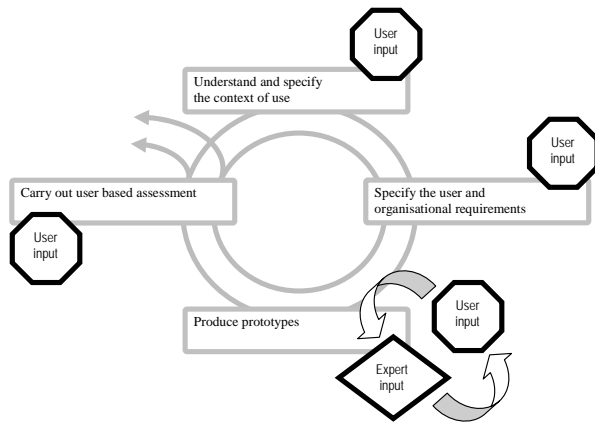 User
input
Understand and specify
the context of use
User
input
Carry out user based assessment
Specify the user and
organisational requirements
User
input
User
input
Produce prototypes
Expert
input